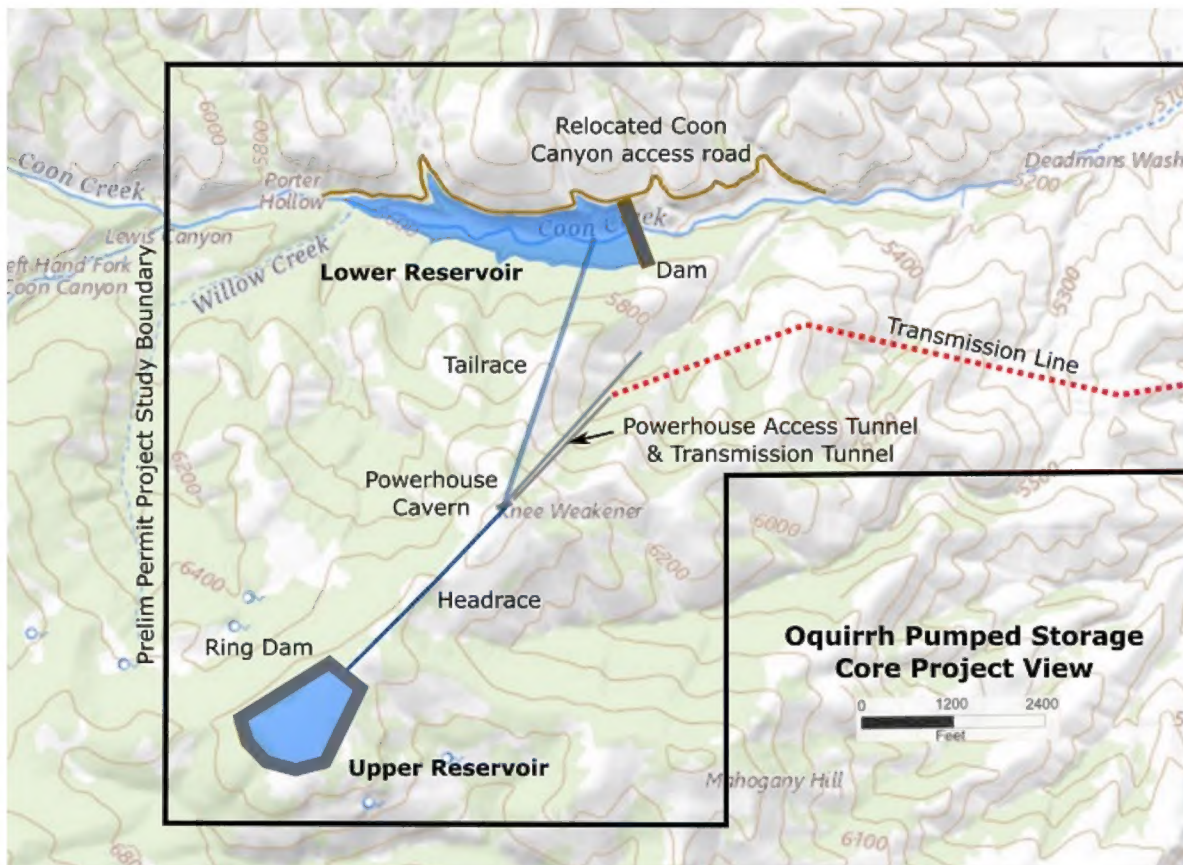 6000
5800
Relocated Coon
Canyon access road
5100
Deadmans Wash
5200
Coon Creek
Porter
Hollow
Lewis Canyon
eft Hand Fork
Coon Canyon
Willow Creek
Coon Creek
Lower Reservoir
Dam
5400
5300
5800
Prelim Permit Project Study Boundary
Tailrace
Transmission Line
Powerhouse Access Tunnel
& Transmission Tunnel
6200
Powerhouse
Cavern
Knee Weakener
6000
6200
6400
Headrace
Ring Dam
Upper Reservoir
Oquirrh Pumped Storage
Core Project View
0 1200 2400
Feet
Mahogany Hill
6100